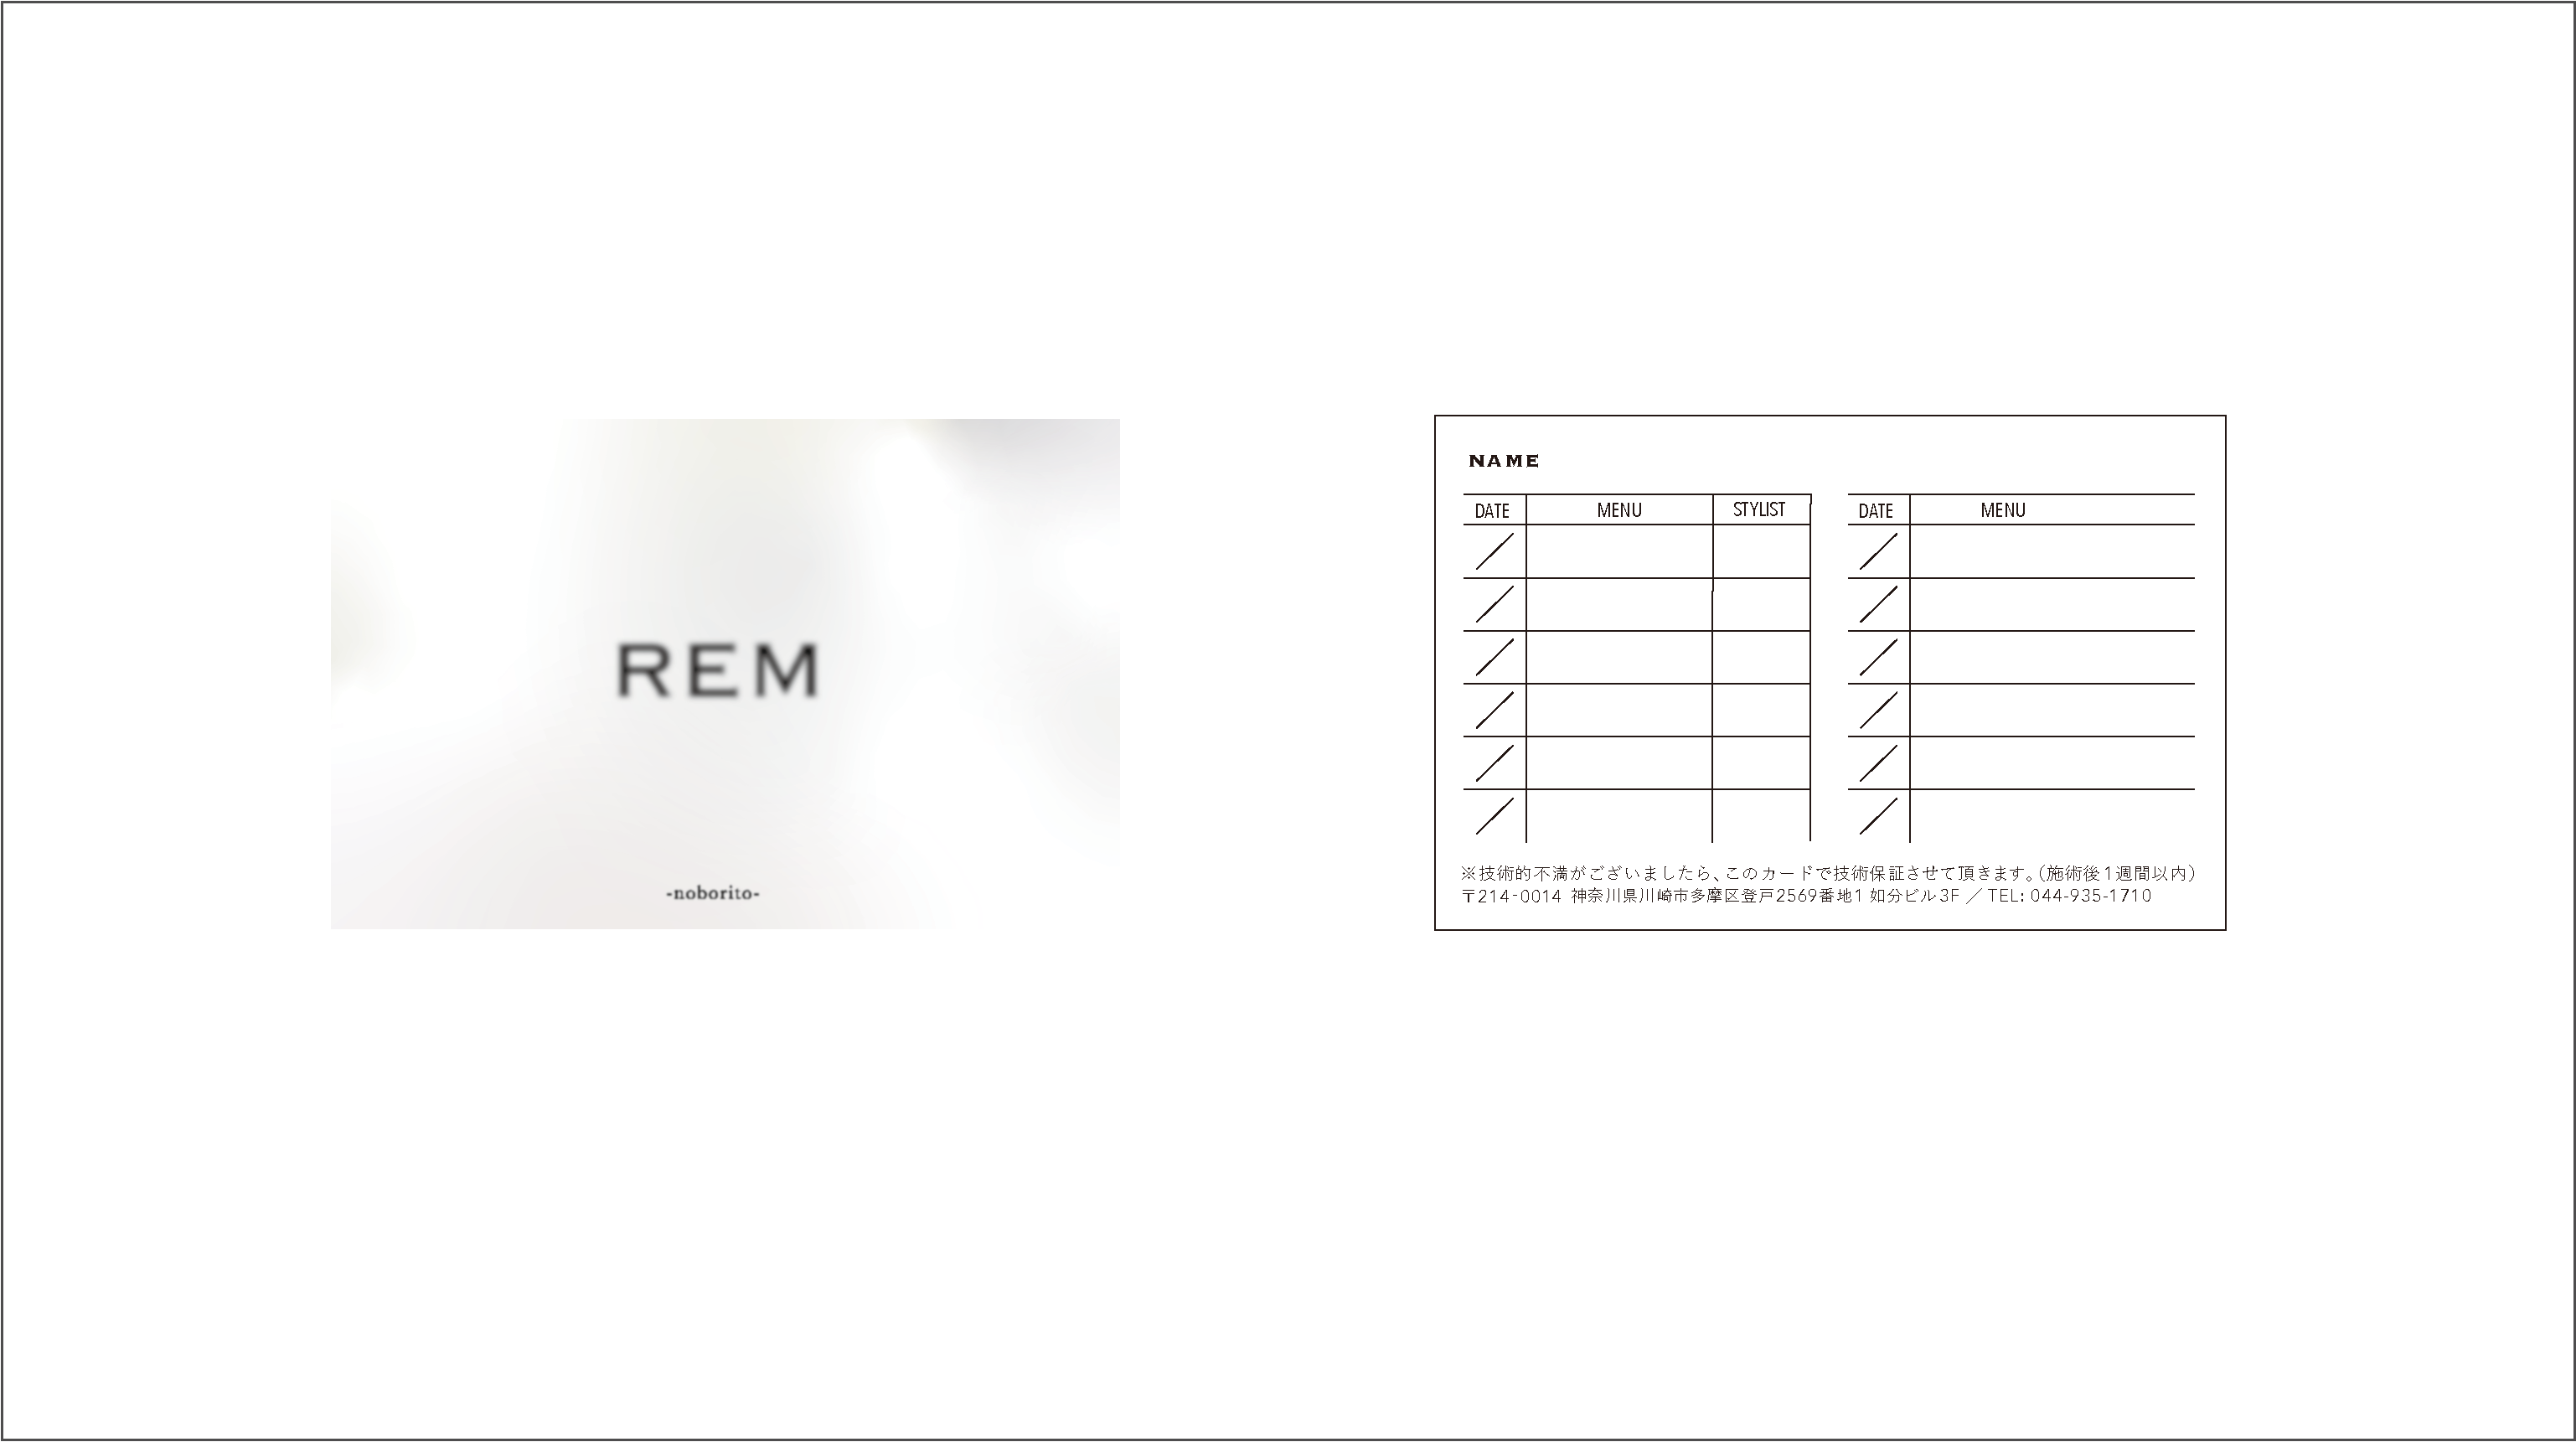 REM
-noborito-
NAME
DATE MENU STYLIST DATE MENU
※技術的不満がございましたら、このカードで技術保証させて頂きます。(施術後1週間以内)
〒214-0014 神奈川県川崎市多摩区登戸2569番地1 如分ビル3F ／ TEL: 044-935-1710